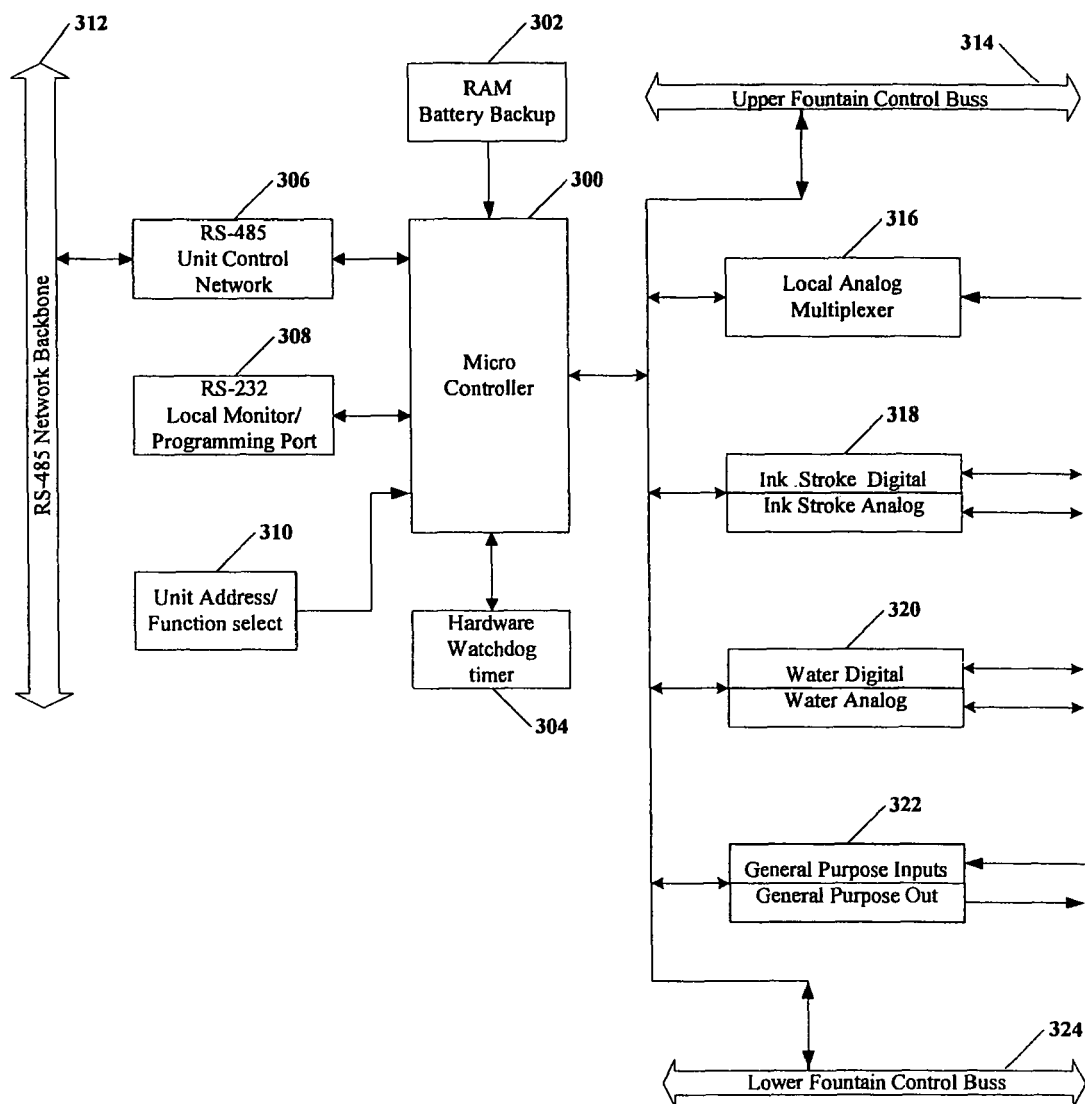 312
302
RAM
Battery Backup
314
Upper Fountain Control Buss
306
RS-485
Unit Control
Network
300
Micro
Controller
316
Local Analog
Multiplexer
RS-485 Network Backbone
308
RS-232
Local Monitor/
Programming Port
318
Ink Stroke Digital
Ink Stroke Analog
310
Unit Address/
Function select
Hardware
Watchdog
timer
304
320
Water Digital
Water Analog
322
General Purpose Inputs
General Purpose Out
324
Lower Fountain Control Buss